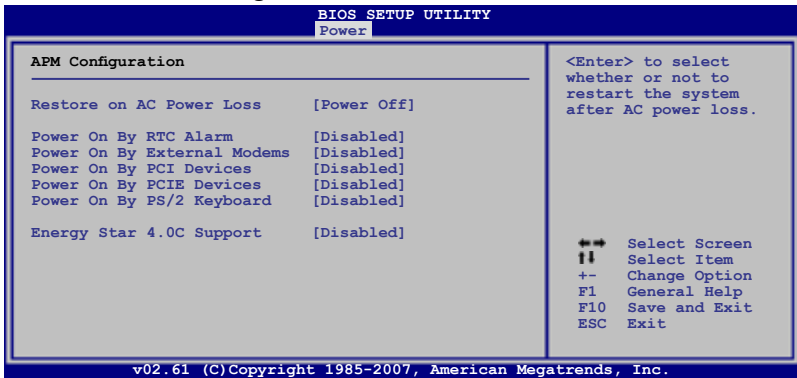 BIOS SETUP UTILITY
Power
APM Configuration
Restore on AC Power Loss [Power Off]
Power On By RTC Alarm [Disabled]
Power On By External Modems [Disabled]
Power On By PCI Devices [Disabled]
Power On By PCIE Devices [Disabled]
Power On By PS/2 Keyboard [Disabled]
Energy Star 4.0C Support [Disabled]
<Enter> to select
whether or not to
restart the system
after AC power loss.
←→ Select Screen
↑↓ Select Item
+- Change Option
F1 General Help
F10 Save and Exit
ESC Exit
v02.61 (C)Copyright 1985-2007, American Megatrends, Inc.